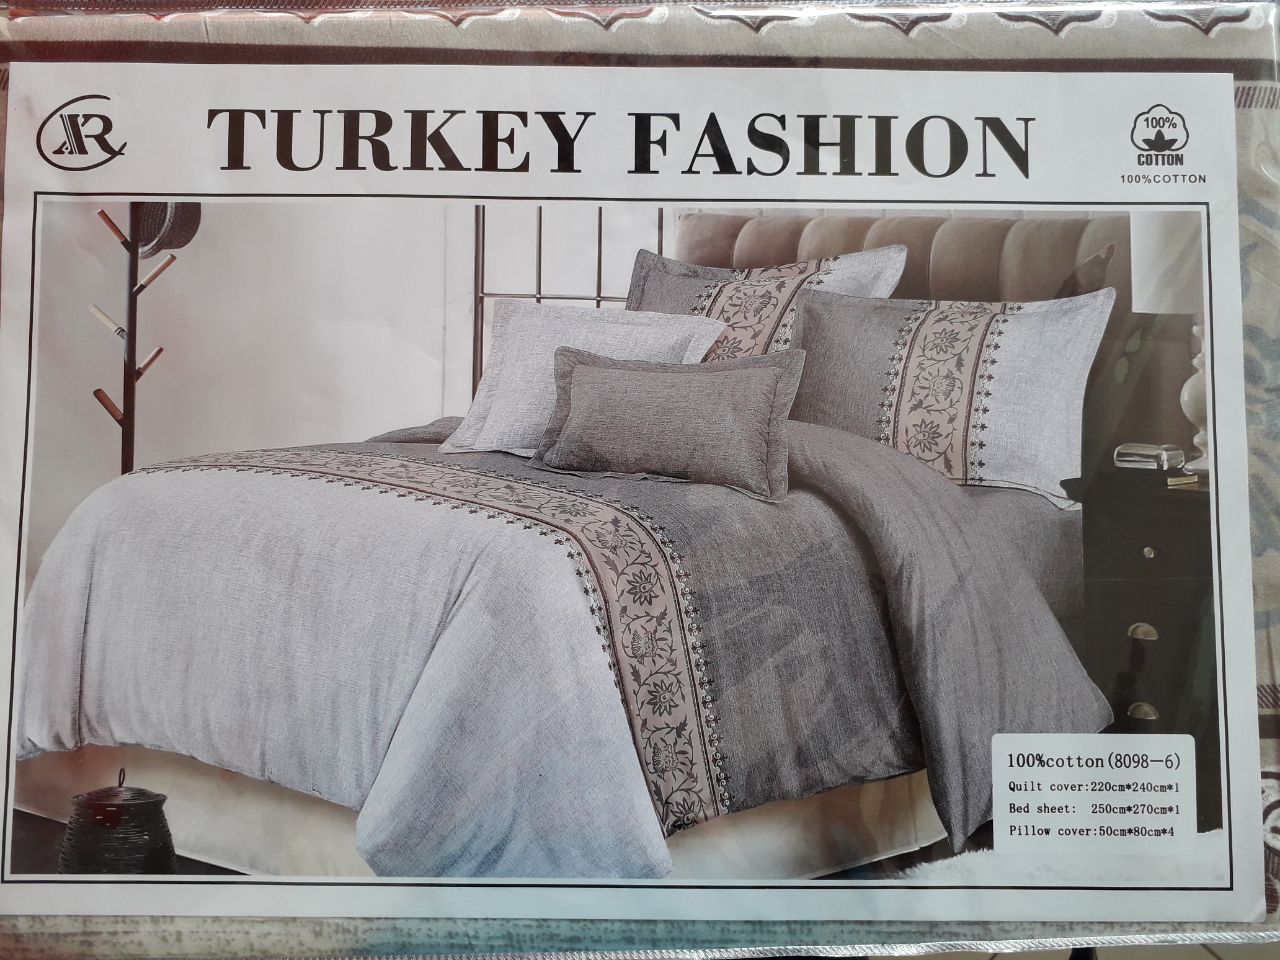 AR
TURKEY FASHION
100%
COTTON
100%COTTON
100%cotton(8098-6)
Quilt cover:220cm*240cm*1
Bed sheet: 250cm*270cm*1
Pillow cover:50cm*80cm*4